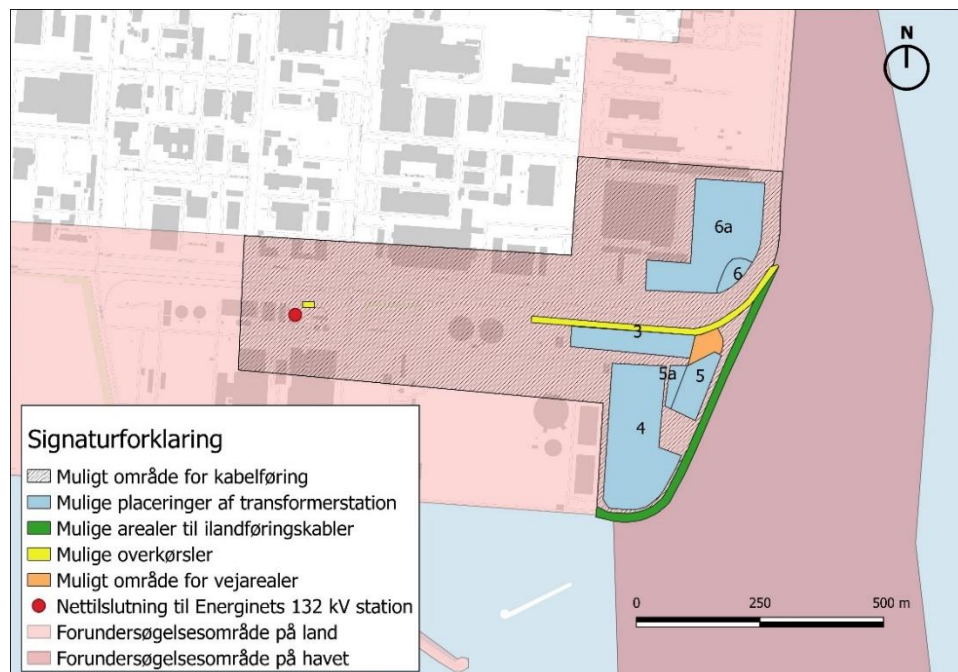 N
6a
6
3
5a
5
4
Signaturforklaring
Muligt område for kabelføring
Mulige placeringer af transformerstation
Mulige arealer til ilandføringskabler
Mulige overkørsler
Muligt område for vejarealer
Nettilslutning til Energinets 132 kV station
Forundersøgelsesområde på land
Forundersøgelsesområde på havet
0 250 500 m